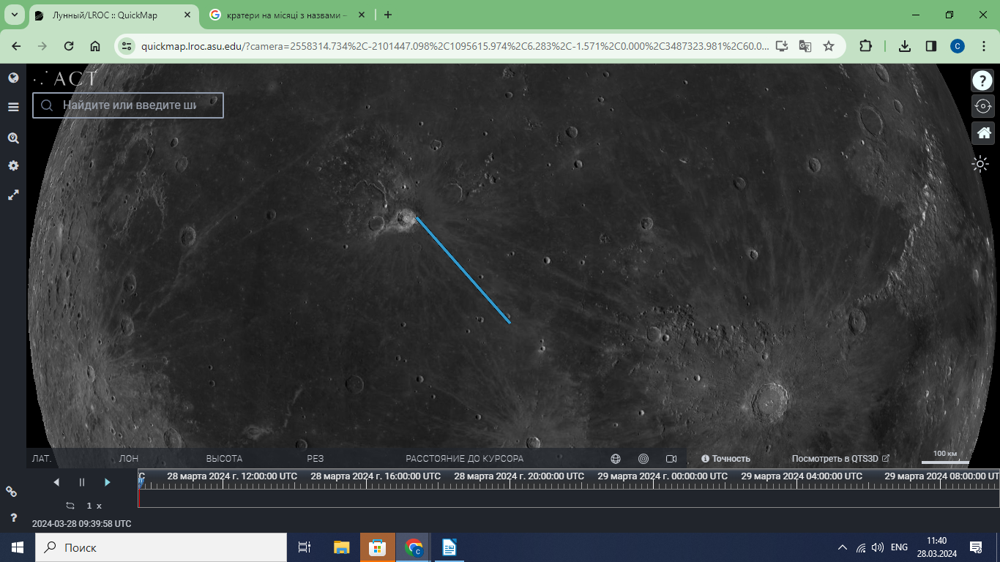 Лунный/LROC :: QuickMap
кратери на місяці з назвами –
quickmap.lroc.asu.edu/?camera=2558314.734%2C-2101447.098%2C1095615.974%2C6.283%2C-1.571%2C0.000%2C3487323.981%2C60.0...
C
ACT
?
Найдите или введите ши
ЛАТ. ЛОН ВЫСОТА РЕЗ РАССТОЯНИЕ ДО КУРСОРА Точность Посмотреть в QTS3D 100 км
C 28 марта 2024 г. 12:00:00 UTC 28 марта 2024 г. 16:00:00 UTC 28 марта 2024 г. 20:00:00 UTC 29 марта 2024 г. 00:00:00 UTC 29 марта 2024 г. 04:00:00 UTC 29 марта 2024 г. 08:00:00 UT
1 x
?
2024-03-28 09:39:58 UTC
Поиск
C
ENG
11:40
28.03.2024